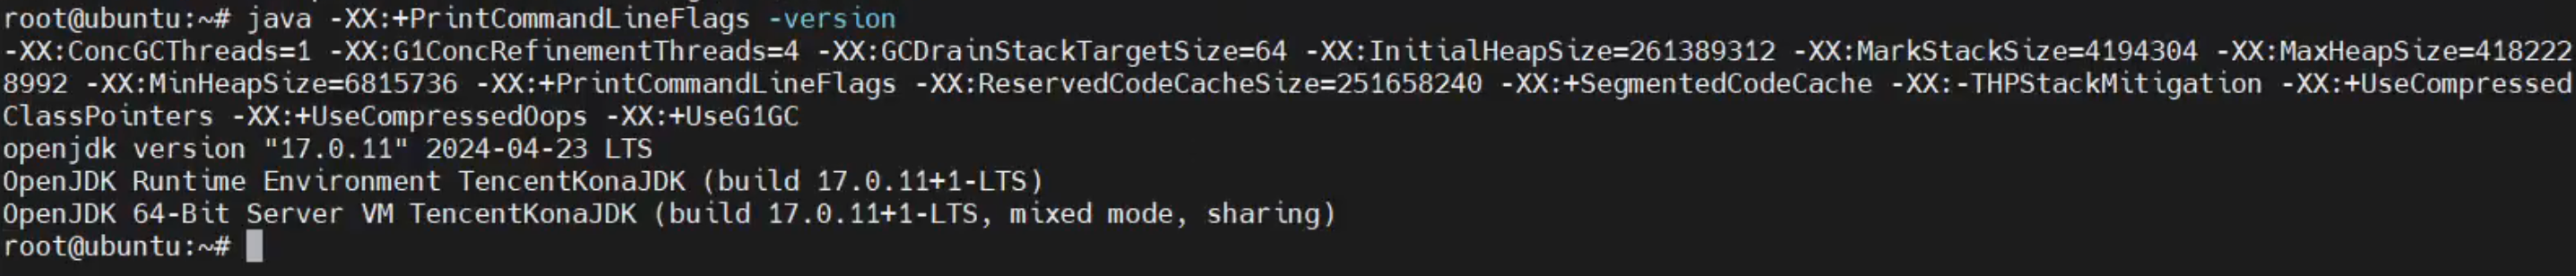 root@ubuntu:~# java -XX:+PrintCommandLineFlags -version
-XX:ConcGCThreads=1 -XX:G1ConcRefinementThreads=4 -XX:GCDrainStackTargetSize=64 -XX:InitialHeapSize=261389312 -XX:MarkStackSize=4194304 -XX:MaxHeapSize=418222
8992 -XX:MinHeapSize=6815736 -XX:+PrintCommandLineFlags -XX:ReservedCodeCacheSize=251658240 -XX:+SegmentedCodeCache -XX:-THPStackMitigation -XX:+UseCompressed
ClassPointers -XX:+UseCompressedOops -XX:+UseG1GC
openjdk version "17.0.11" 2024-04-23 LTS
OpenJDK Runtime Environment TencentKonaJDK (build 17.0.11+1-LTS)
OpenJDK 64-Bit Server VM TencentKonaJDK (build 17.0.11+1-LTS, mixed mode, sharing)
root@ubuntu:~#